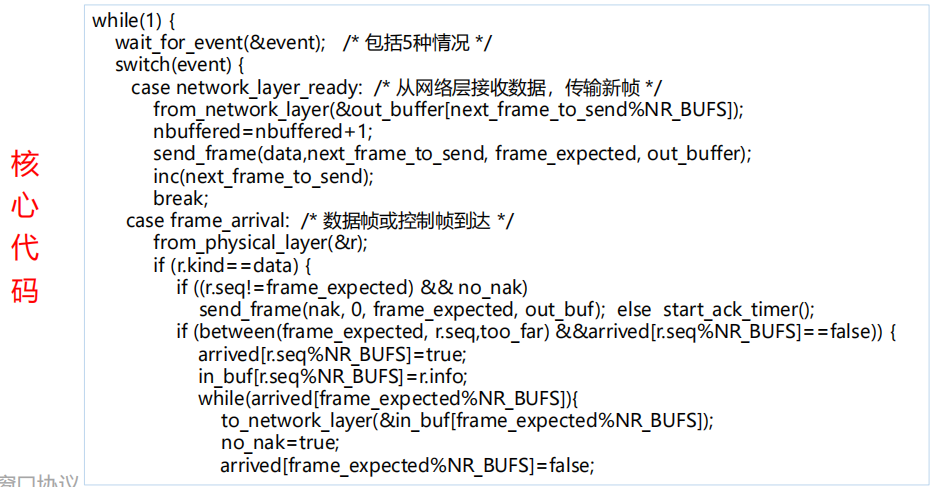 核心代码
while(1) {
wait_for_event(&event); /* 包括5种情况 */
switch(event) {
case network_layer_ready: /* 从网络层接收数据，传输新帧 */
from_network_layer(&out_buffer[next_frame_to_send%NR_BUFS]);
nbuffered=nbuffered+1;
send_frame(data,next_frame_to_send, frame_expected, out_buffer);
inc(next_frame_to_send);
break;
case frame_arrival: /* 数据帧或控制帧到达 */
from_physical_layer(&r);
if (r.kind==data) {
if ((r.seq!=frame_expected) && no_nak)
send_frame(nak, 0, frame_expected, out_buf); else start_ack_timer();
if (between(frame_expected, r.seq,too_far) &&arrived[r.seq%NR_BUFS]==false)) {
arrived[r.seq%NR_BUFS]=true;
in_buf[r.seq%NR_BUFS]=r.info;
while(arrived[frame_expected%NR_BUFS]){
to_network_layer(&in_buf[frame_expected%NR_BUFS]);
no_nak=true;
arrived[frame_expected%NR_BUFS]=false;
窗口协议